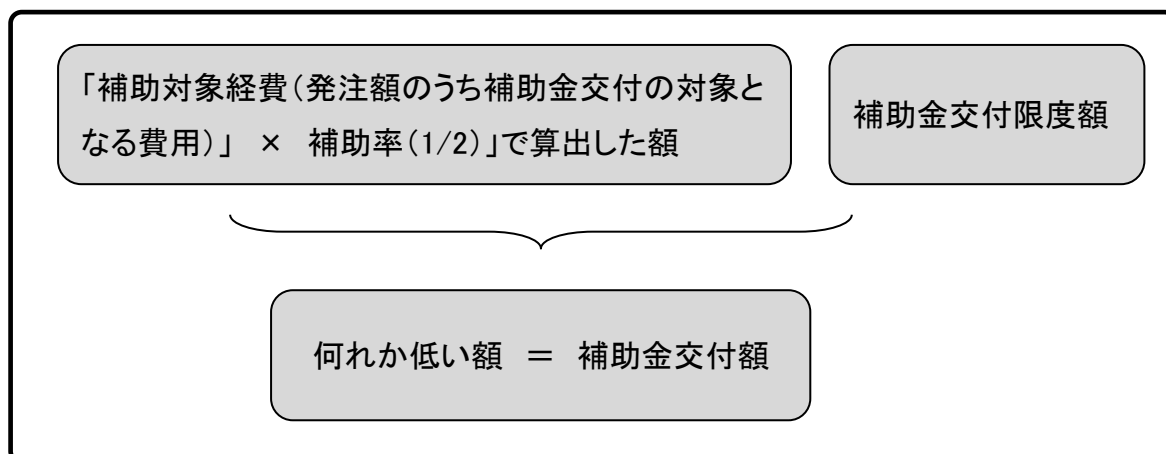 「補助対象経費（発注額のうち補助金交付の対象と
なる費用）」 × 補助率（1/2）」で算出した額
補助金交付限度額
何れか低い額 ＝ 補助金交付額